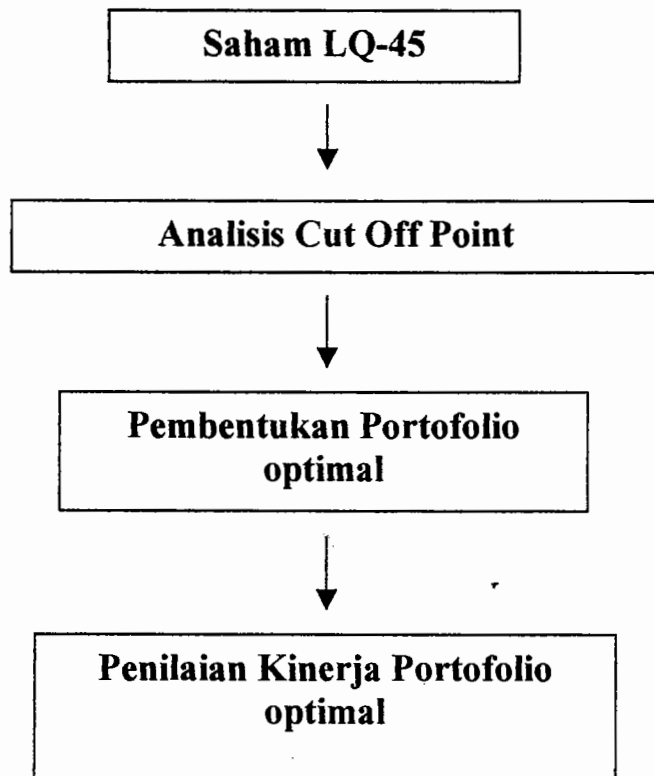 Saham LQ-45
Analisis Cut Off Point
Pembentukan Portofolio
optimal
Penilaian Kinerja Portofolio
optimal